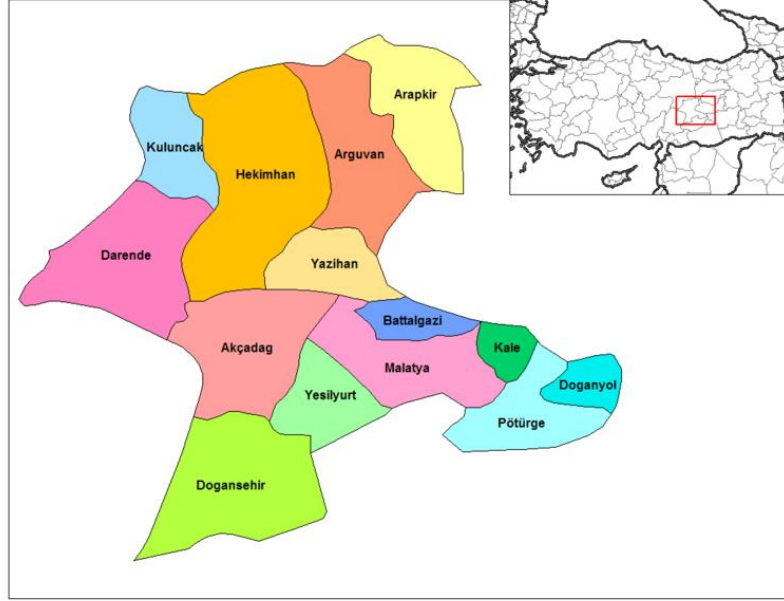 Arapkir
Kuluncak
Arguvan
Hekimhan
Darende
Yazihan
Battalgazi
Akçadag
Kale
Malatya
Doganyol
Yesilyurt
Pötürge
Dogansehir